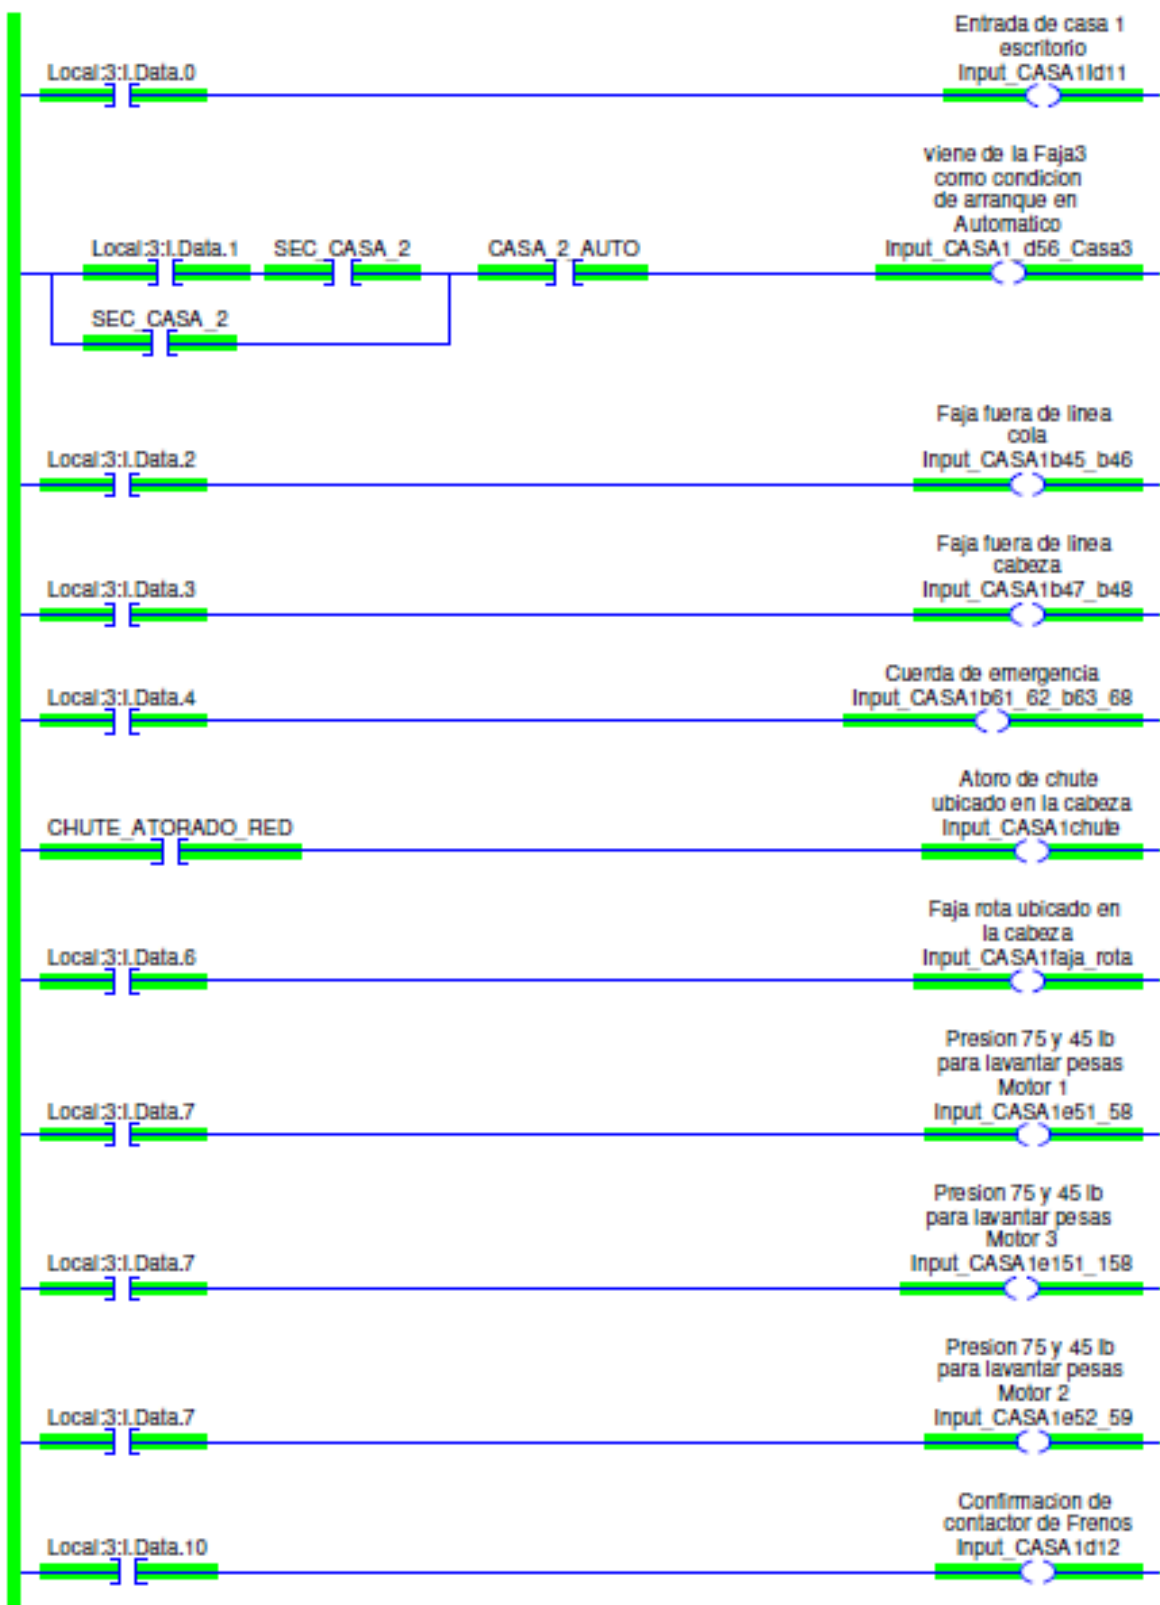 Entrada de casa 1
escritorio
Local:3:I.Data.0
Input_CASA1ld11
viene de la Faja3
como condicion
de arranque en
Automatico
Local:3:I.Data.1
SEC_CASA_2
CASA_2_AUTO
Input_CASA1_d56_Casa3
SEC_CASA_2
Faja fuera de linea
cola
Local:3:I.Data.2
Input_CASA1b45_b46
Faja fuera de linea
cabeza
Local:3:I.Data.3
Input_CASA1b47_b48
Cuerda de emergencia
Local:3:I.Data.4
Input_CASA1b61_62_b63_68
Atoro de chute
ubicado en la cabeza
CHUTE_ATORADO_RED
Input_CASA1chute
Faja rota ubicado en
la cabeza
Local:3:I.Data.6
Input_CASA1faja_rota
Presion 75 y 45 lb
para lavantar pesas
Motor 1
Local:3:I.Data.7
Input_CASA1e51_58
Presion 75 y 45 lb
para lavantar pesas
Motor 3
Local:3:I.Data.7
Input_CASA1e151_158
Presion 75 y 45 lb
para lavantar pesas
Motor 2
Local:3:I.Data.7
Input_CASA1e52_59
Confirmacion de
contactor de Frenos
Local:3:I.Data.10
Input_CASA1d12